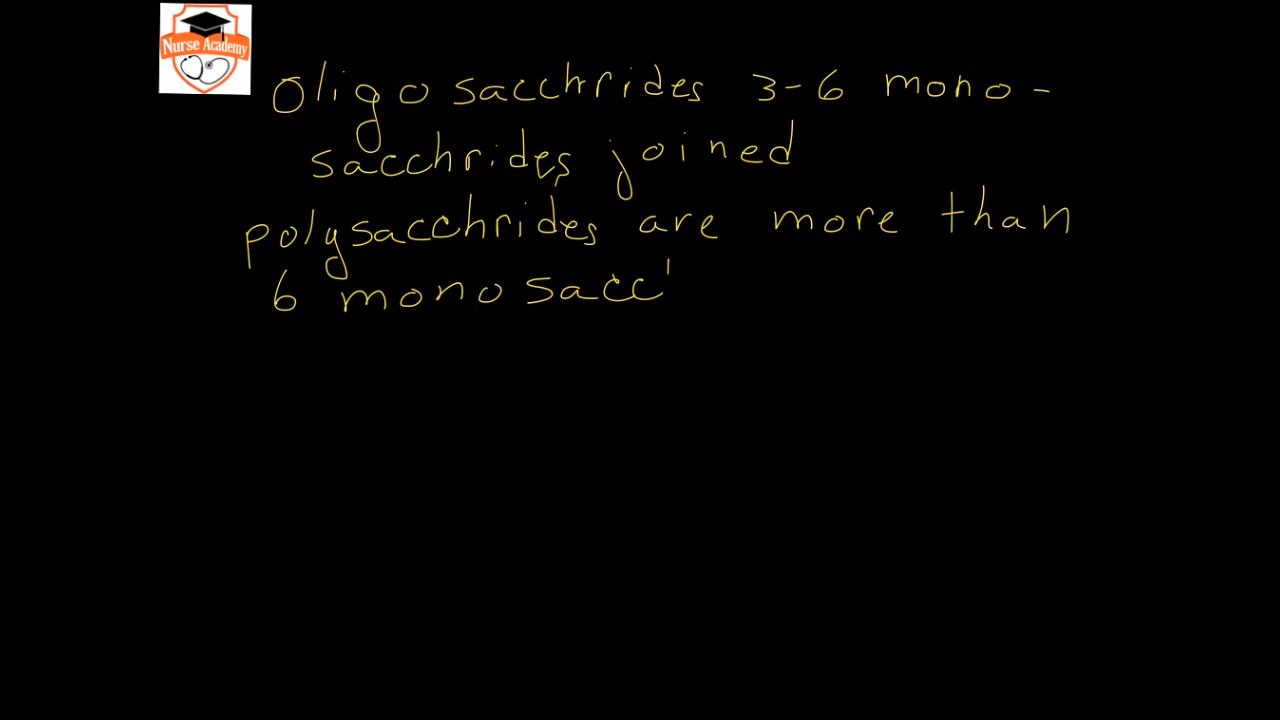 Nurse Academy
Oligosacchrides 3-6 mono-
sacchrides joined
polysacchrides are more than
6 monosacc'